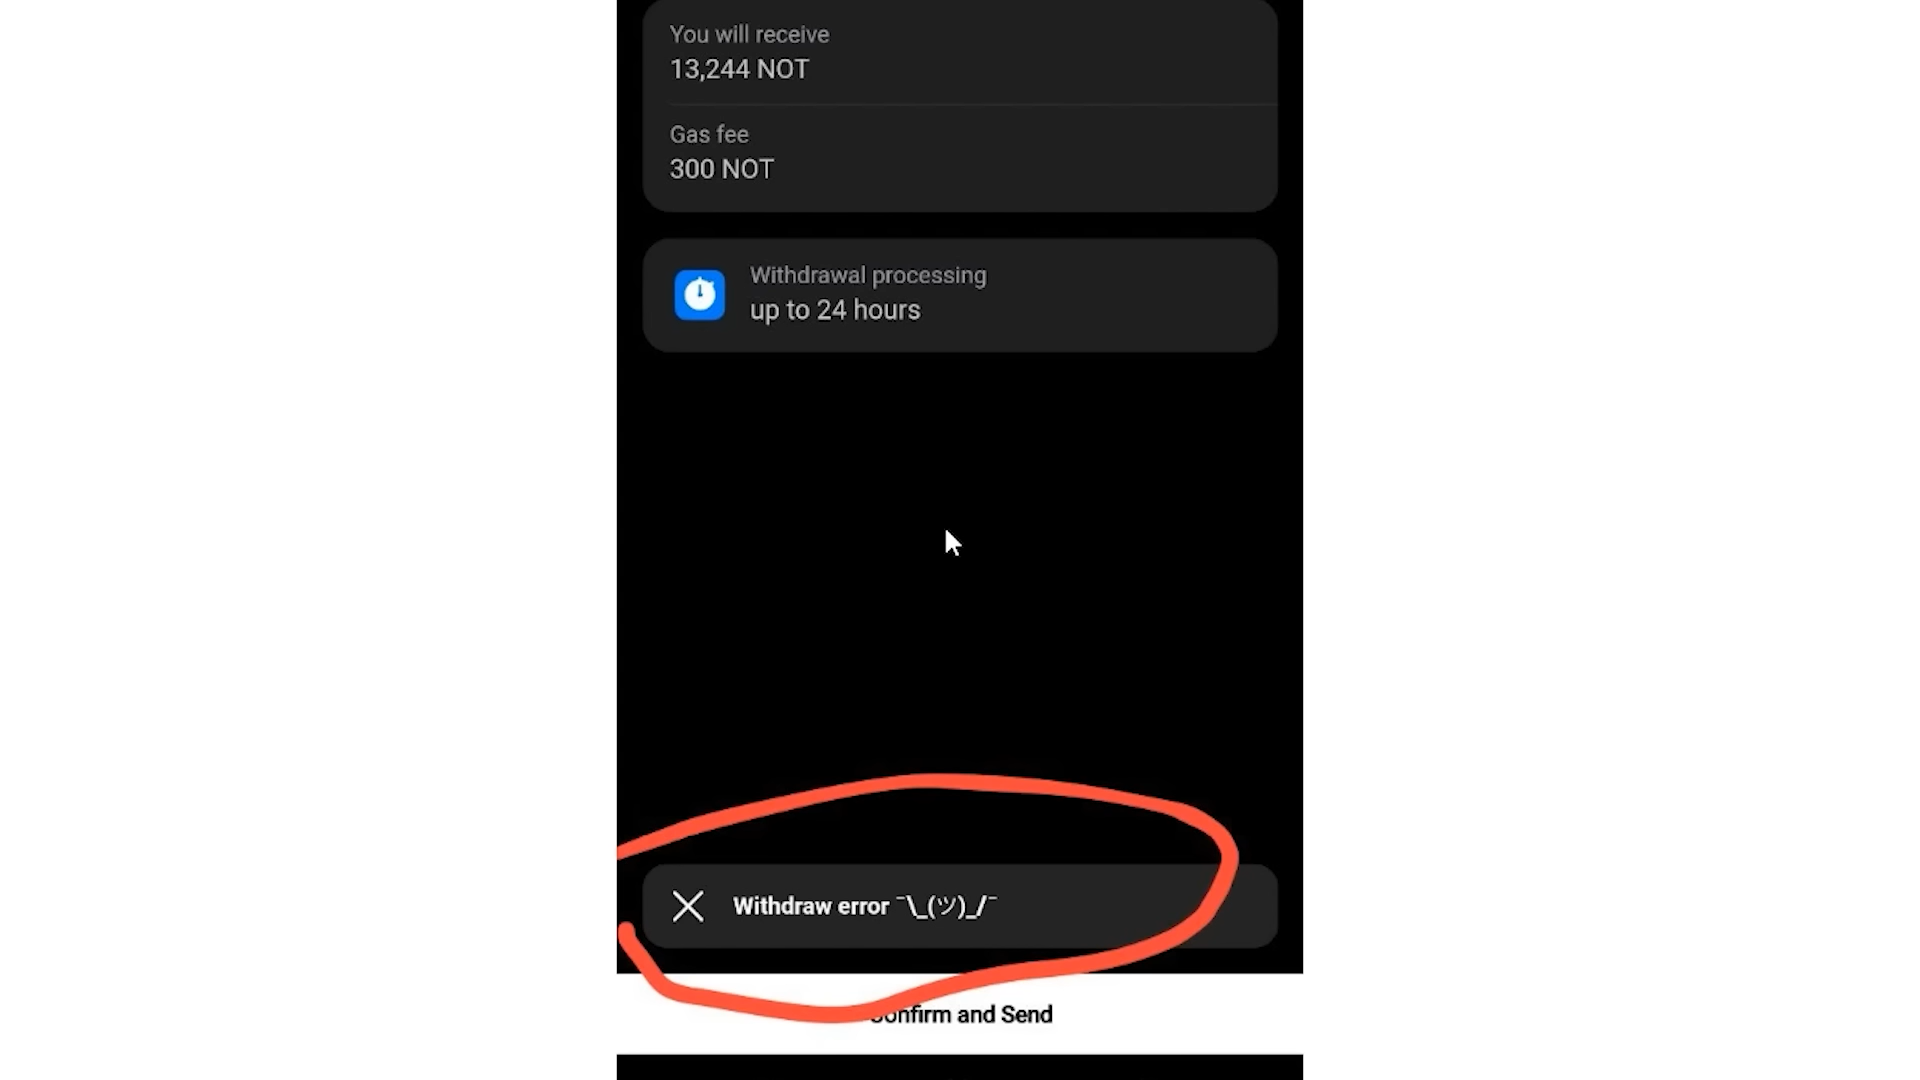 You will receive
13,244 NOT
Gas fee
300 NOT
Withdrawal processing
up to 24 hours
Withdraw error ¯\_(ツ)_/¯
Confirm and Send